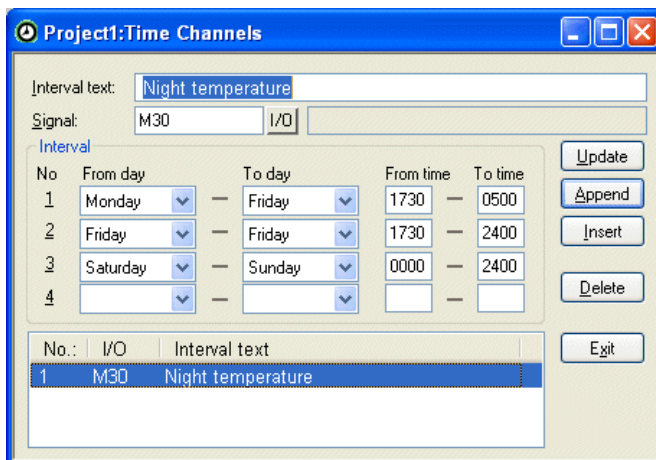 Project1:Time Channels
Interval text: Night temperature
Signal: M30 I/O
Interval
No From day To day From time To time
1 Monday — Friday 1730 — 0500
2 Friday — Friday 1730 — 2400
3 Saturday — Sunday 0000 — 2400
4 — —
Update
Append
Insert
Delete
Exit
No.: I/O Interval text
1 M30 Night temperature